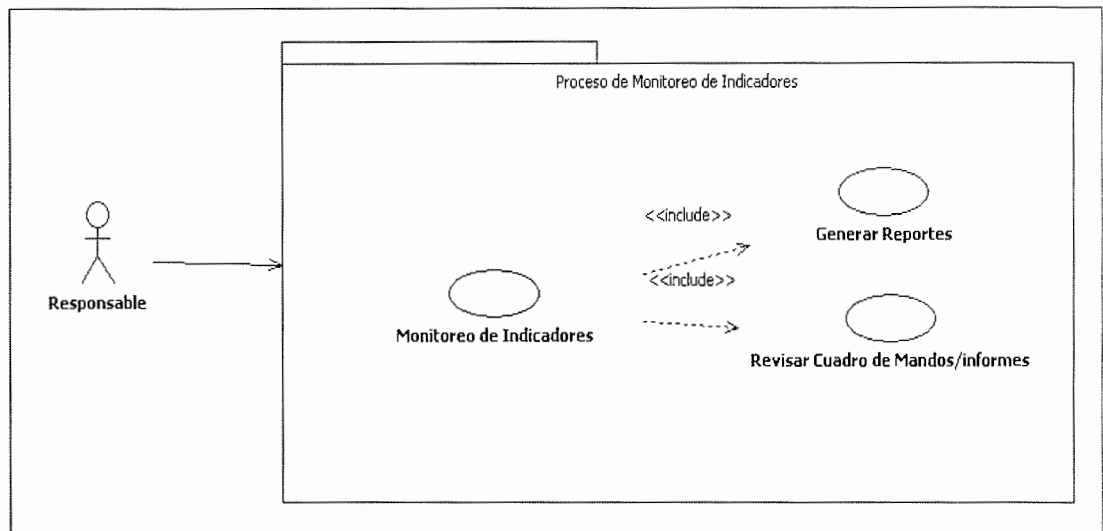 Proceso de Monitoreo de Indicadores
<<include>>
Generar Reportes
<<include>>
Responsable
Monitoreo de Indicadores
Revisar Cuadro de Mandos/informes